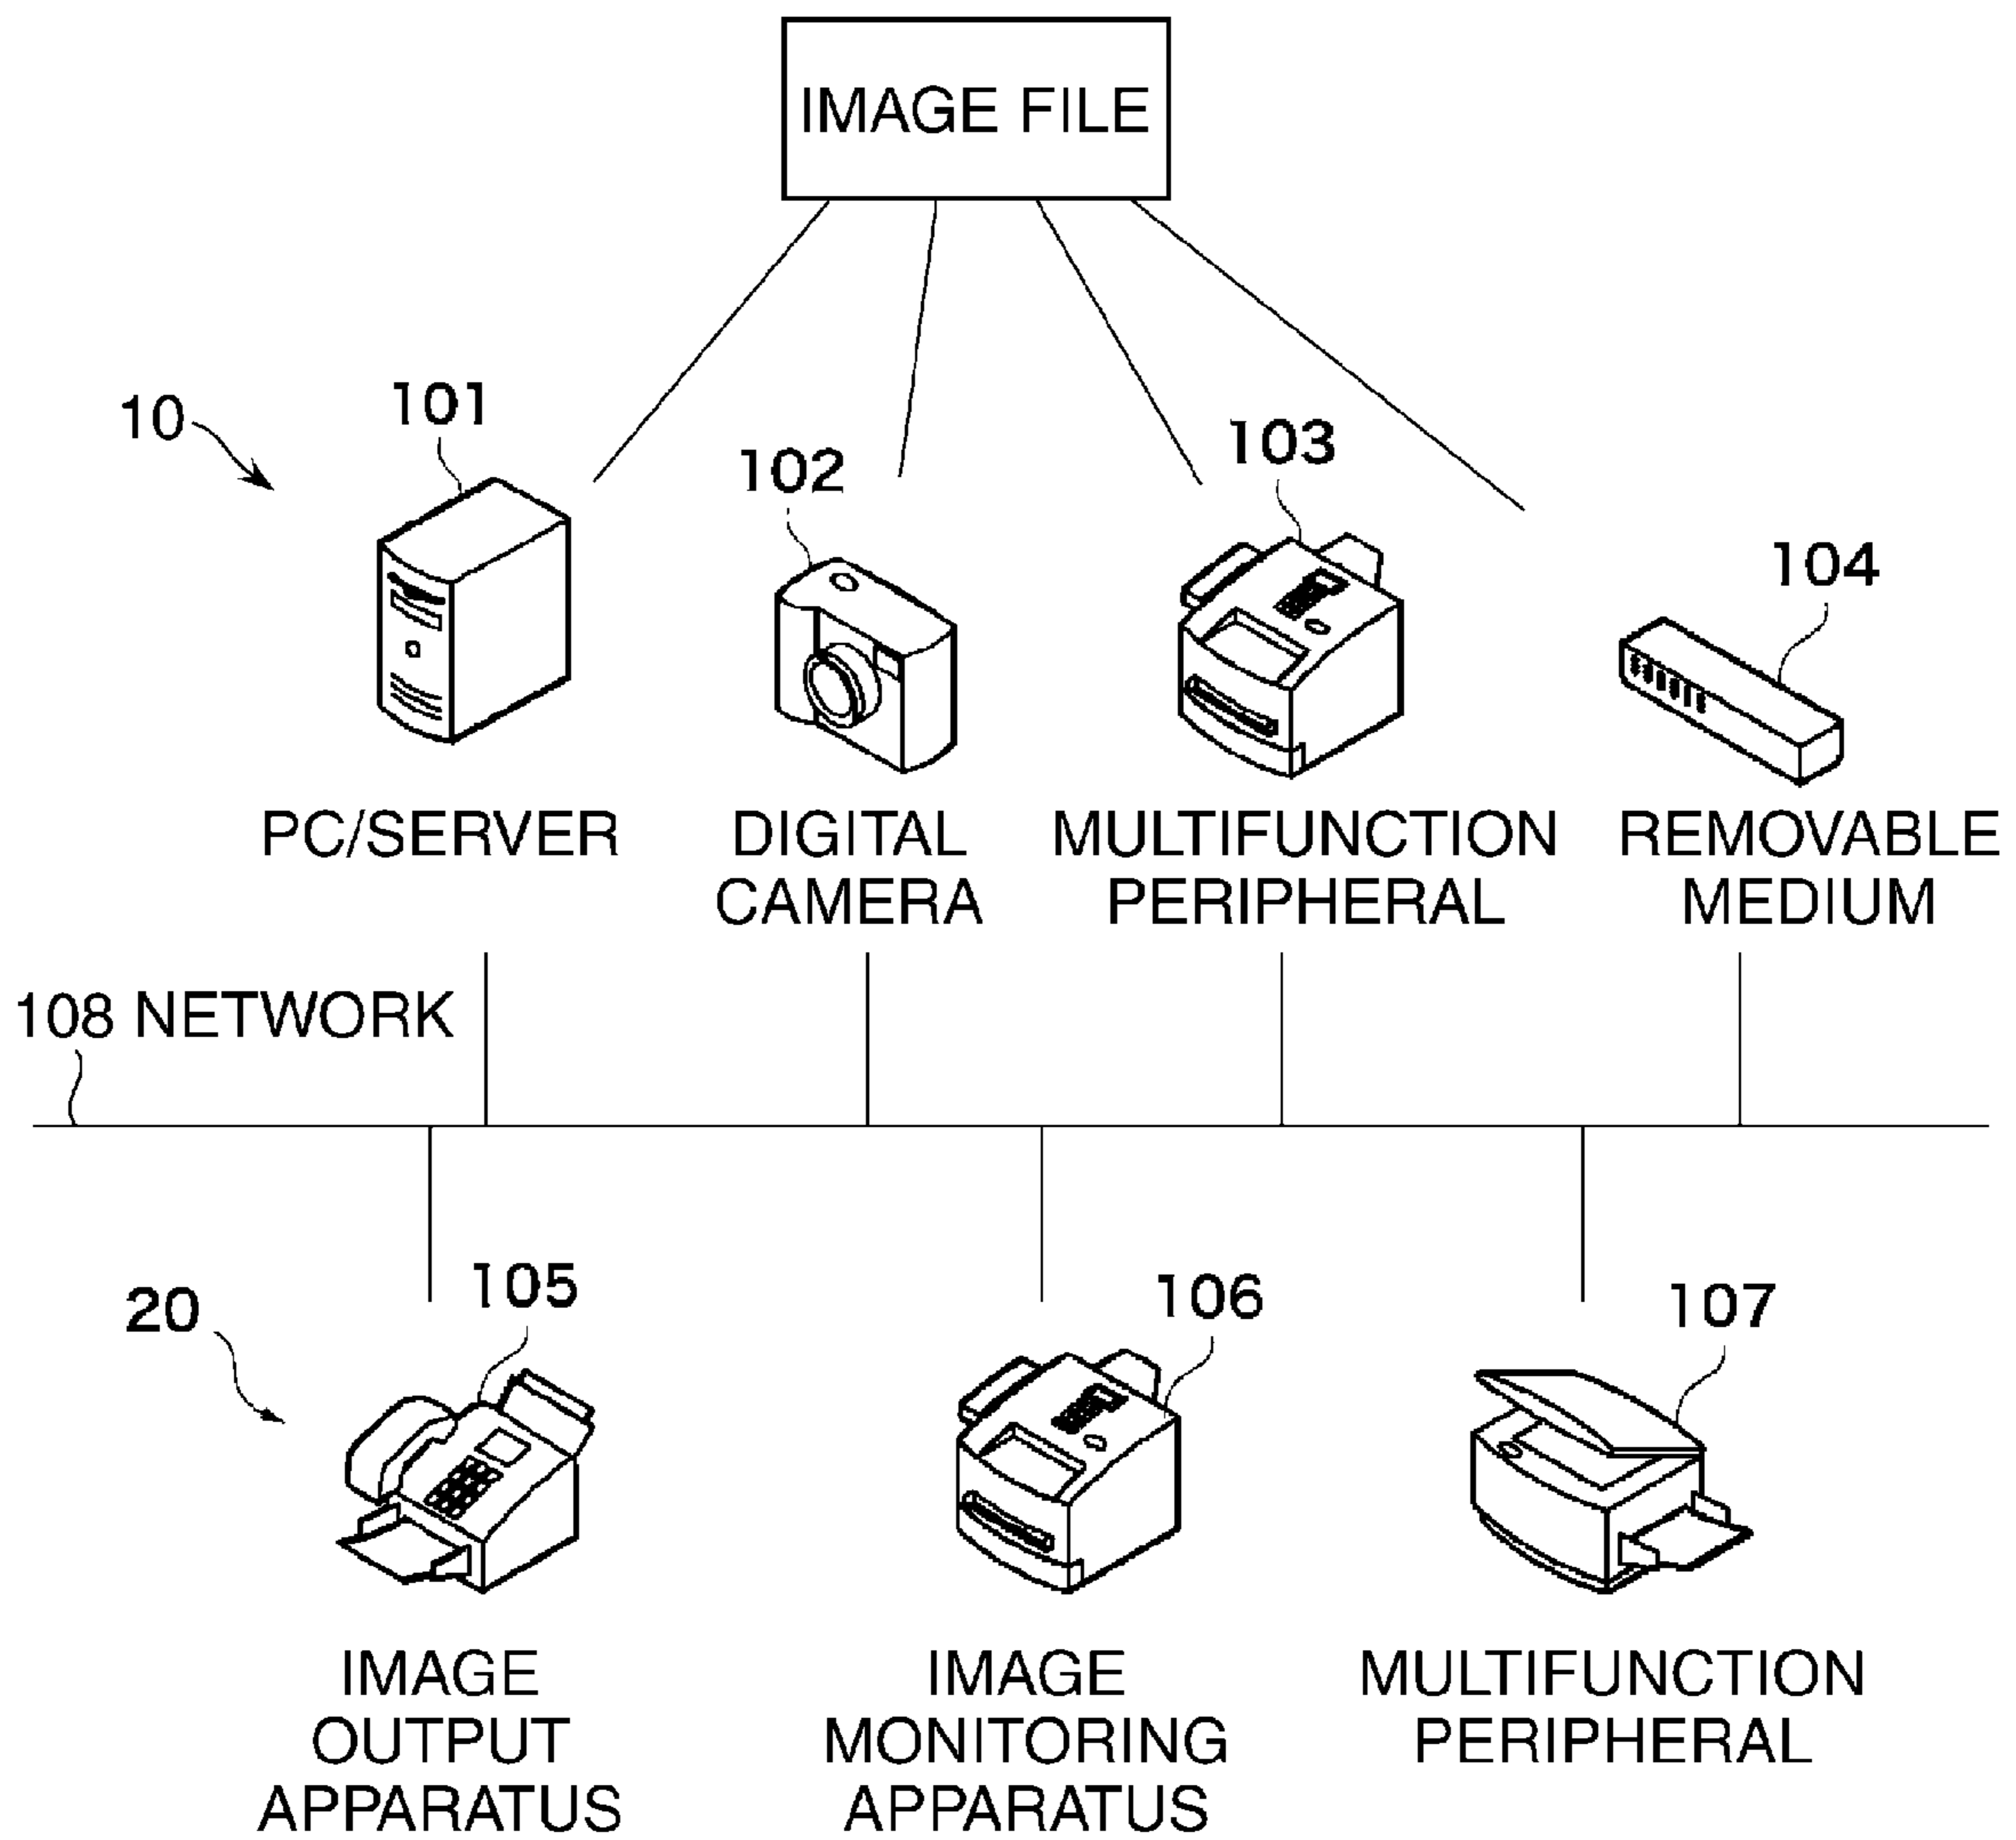 IMAGE FILE
10
101
102
103
104
PC/SERVER
DIGITAL
CAMERA
MULTIFUNCTION
PERIPHERAL
REMOVABLE
MEDIUM
108 NETWORK
20
105
106
107
IMAGE
OUTPUT
APPARATUS
IMAGE
MONITORING
APPARATUS
MULTIFUNCTION
PERIPHERAL